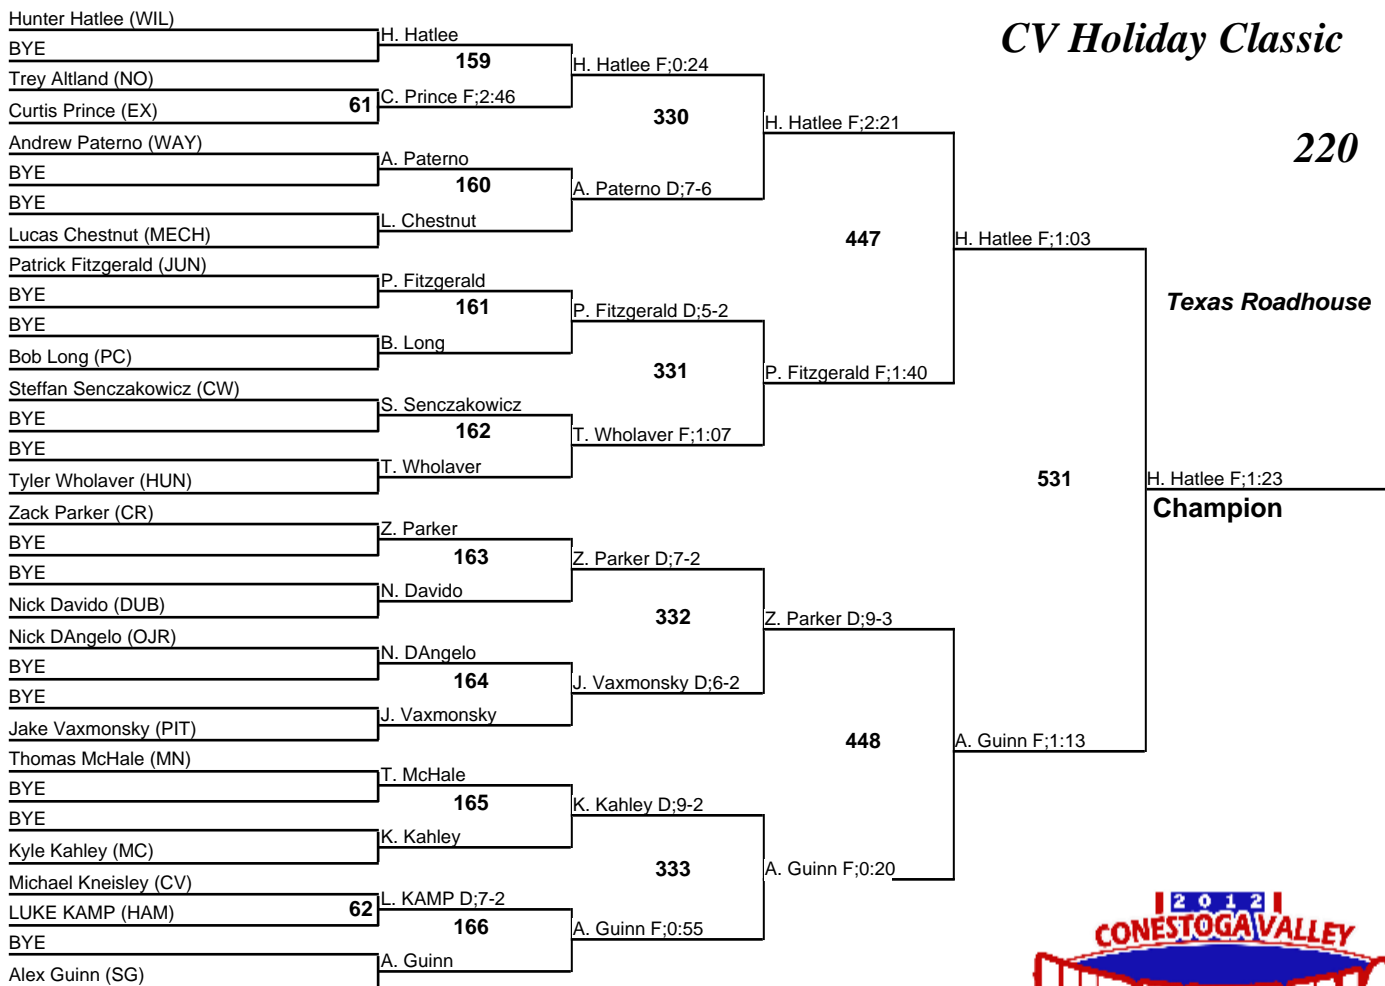 CV Holiday Classic
220
Texas Roadhouse
Hunter Hatlee (WIL)
BYE
Trey Altland (NO)
Curtis Prince (EX)
Andrew Paterno (WAY)
BYE
BYE
Lucas Chestnut (MECH)
Patrick Fitzgerald (JUN)
BYE
BYE
Bob Long (PC)
Steffan Senczakowicz (CW)
BYE
BYE
Tyler Wholaver (HUN)
Zack Parker (CR)
BYE
BYE
Nick Davido (DUB)
Nick DAngelo (OJR)
BYE
BYE
Jake Vaxmonsky (PIT)
Thomas McHale (MN)
BYE
BYE
Kyle Kahley (MC)
Michael Kneisley (CV)
LUKE KAMP (HAM)
BYE
Alex Guinn (SG)
H. Hatlee
159
61
C. Prince F;2:46
A. Paterno
160
L. Chestnut
P. Fitzgerald
161
B. Long
S. Senczakowicz
162
T. Wholaver
Z. Parker
163
N. Davido
N. DAngelo
164
J. Vaxmonsky
T. McHale
165
K. Kahley
62
L. KAMP D;7-2
166
A. Guinn
H. Hatlee F;0:24
330
A. Paterno D;7-6
P. Fitzgerald D;5-2
331
T. Wholaver F;1:07
Z. Parker D;7-2
332
J. Vaxmonsky D;6-2
K. Kahley D;9-2
333
A. Guinn F;0:55
H. Hatlee F;2:21
447
P. Fitzgerald F;1:40
Z. Parker D;9-3
448
A. Guinn F;0:20
H. Hatlee F;1:03
531
A. Guinn F;1:13
H. Hatlee F;1:23
Champion
2012
CONESTOGA VALLEY